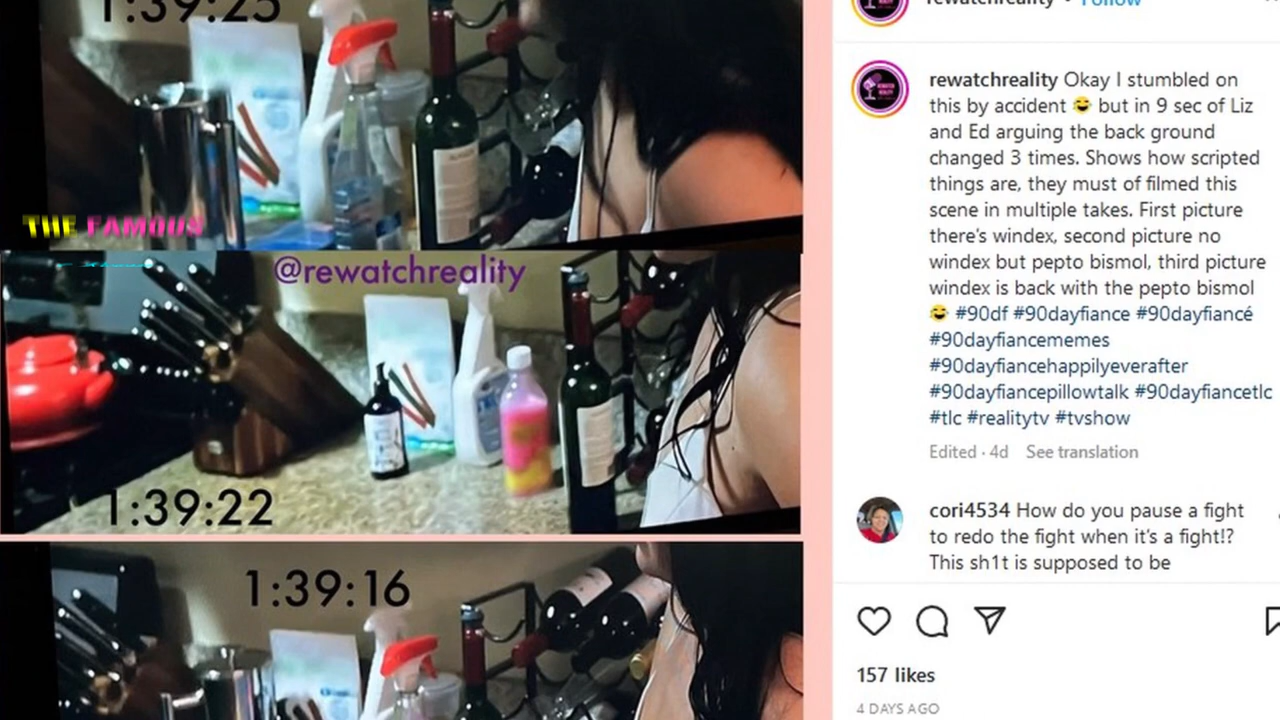 1:39:25
THE FAMOUS
@rewatchreality
1:39:22
1:39:16
rewatchreality • Follow
rewatchreality Okay I stumbled on
this by accident 😂 but in 9 sec of Liz
and Ed arguing the back ground
changed 3 times. Shows how scripted
things are, they must of filmed this
scene in multiple takes. First picture
there's windex, second picture no
windex but pepto bismol, third picture
windex is back with the pepto bismol
😂 #90df #90dayfiance #90dayfiancé
#90dayfiancememes
#90dayfiancehappilyeverafter
#90dayfiancepillowtalk #90dayfiancetlc
#tlc #realitytv #tvshow
Edited · 4d See translation
cori4534 How do you pause a fight
to redo the fight when it's a fight!?
This sh1t is supposed to be
157 likes
4 DAYS AGO